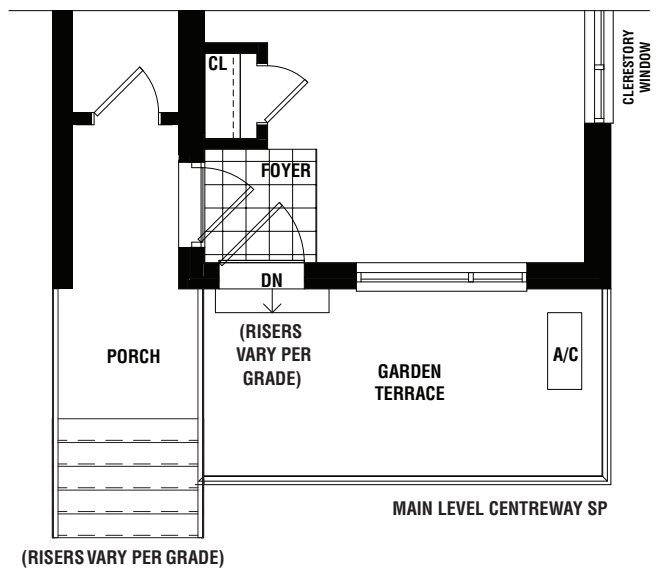 CL
CLERESTORY
WINDOW
FOYER
DN
(RISERS
VARY PER
GRADE)
PORCH
GARDEN
TERRACE
A/C
MAIN LEVEL CENTREWAY SP
(RISERS VARY PER GRADE)